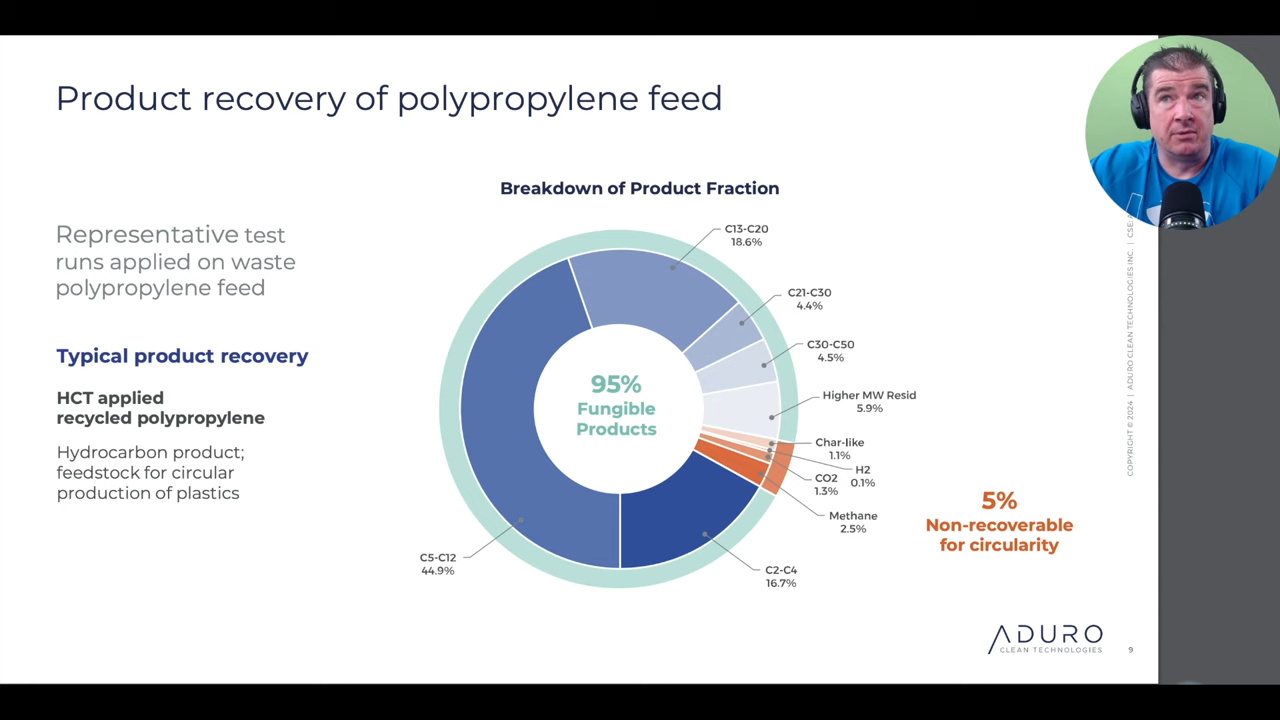 Product recovery of polypropylene feed
Breakdown of Product Fraction
Representative test
runs applied on waste
polypropylene feed
Typical product recovery
HCT applied
recycled polypropylene
Hydrocarbon product;
feedstock for circular
production of plastics
C13-C20
18.6%
C21-C30
4.4%
C30-C50
4.5%
Higher MW Resid
5.9%
Char-like
1.1%
H2
0.1%
CO2
1.3%
Methane
2.5%
C2-C4
16.7%
C5-C12
44.9%
95%
Fungible
Products
5%
Non-recoverable
for circularity
COPYRIGHT © 2024 | ADURO CLEAN TECHNOLOGIES INC. | CSE:
ADURO
CLEAN TECHNOLOGIES
9